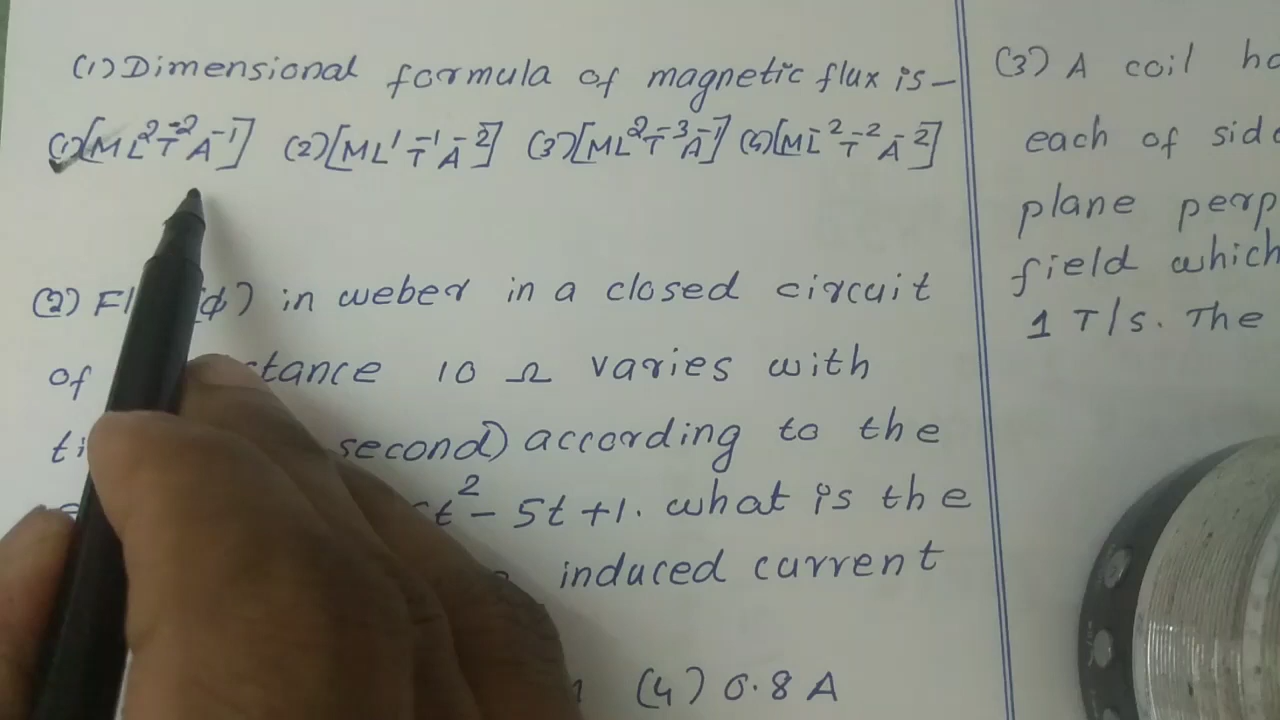 (1) Dimensional formula of magnetic flux is-
(1)[ML²T⁻²A⁻¹] (2)[ML¹T⁻¹A⁻²] (3)[ML²T⁻³A⁻¹] (4)[ML⁻²T⁻²A⁻²]
(2) (ϕ) in weber in a closed circuit
of 10 Ω varies with
second) according to the
t² - 5t +1. what is the
induced current
(4) 0.8 A
(3) A coil
each of
plane
field which
1 T/s. The